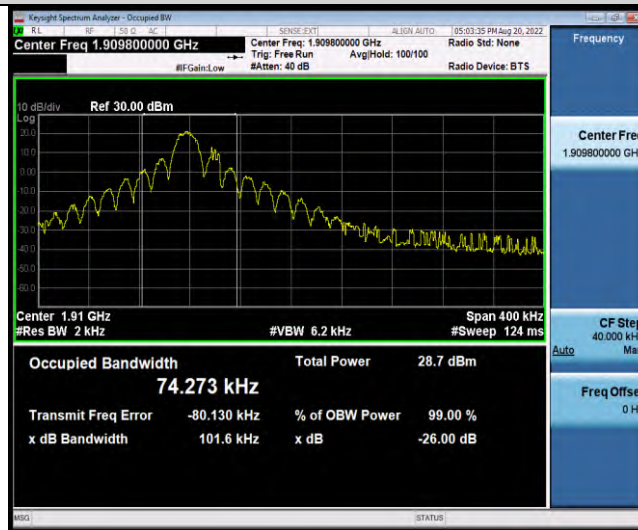 Keysight Spectrum Analyzer - Occupied BW
RL RF 50 Ω AC SENSE:EXT ALIGN AUTO 05:03:35 PM Aug 20, 2022
Center Freq 1.909800000 GHz
Center Freq: 1.909800000 GHz Radio Std: None
Trig: Free Run Avg|Hold: 100/100
#IFGain:Low #Atten: 40 dB Radio Device: BTS
10 dB/div Ref 30.00 dBm
Log
20.0
10.0
0.00
-10.0
-20.0
-30.0
-40.0
-50.0
-60.0
Center 1.91 GHz Span 400 kHz
#Res BW 2 kHz #VBW 6.2 kHz #Sweep 124 ms
Occupied Bandwidth Total Power 28.7 dBm
74.273 kHz
Transmit Freq Error -80.130 kHz % of OBW Power 99.00 %
x dB Bandwidth 101.6 kHz x dB -26.00 dB
MSG STATUS
Frequency
Center Fre
1.909800000 GH
CF Step
40.000 kH
Auto Ma
Freq Offse
0 H